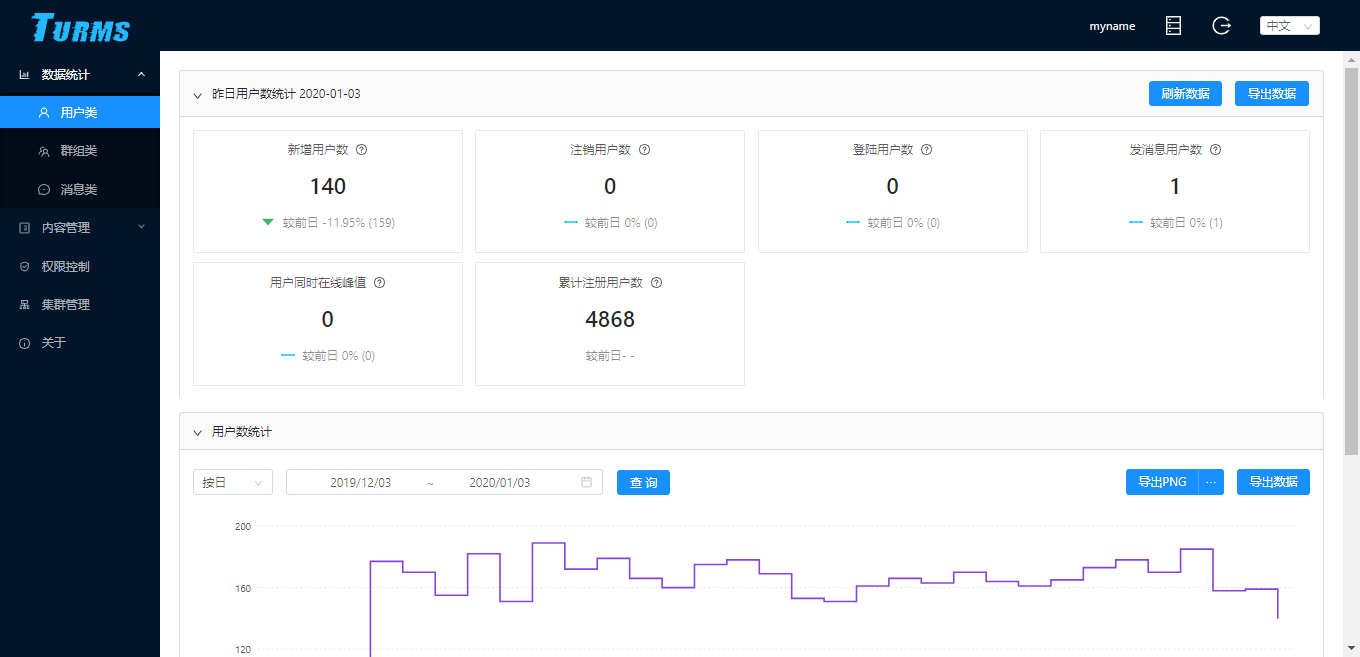 TURMS
myname
中文
数据统计
用户类
群组类
消息类
内容管理
权限控制
集群管理
关于
昨日用户数统计 2020-01-03
刷新数据
导出数据
新增用户数
140
较前日 -11.95% (159)
注销用户数
0
较前日 0% (0)
登陆用户数
0
较前日 0% (0)
发消息用户数
1
较前日 0% (1)
用户同时在线峰值
0
较前日 0% (0)
累计注册用户数
4868
较前日- -
用户数统计
按日
2019/12/03 ~ 2020/01/03
查 询
导出PNG ···
导出数据
200
160
120